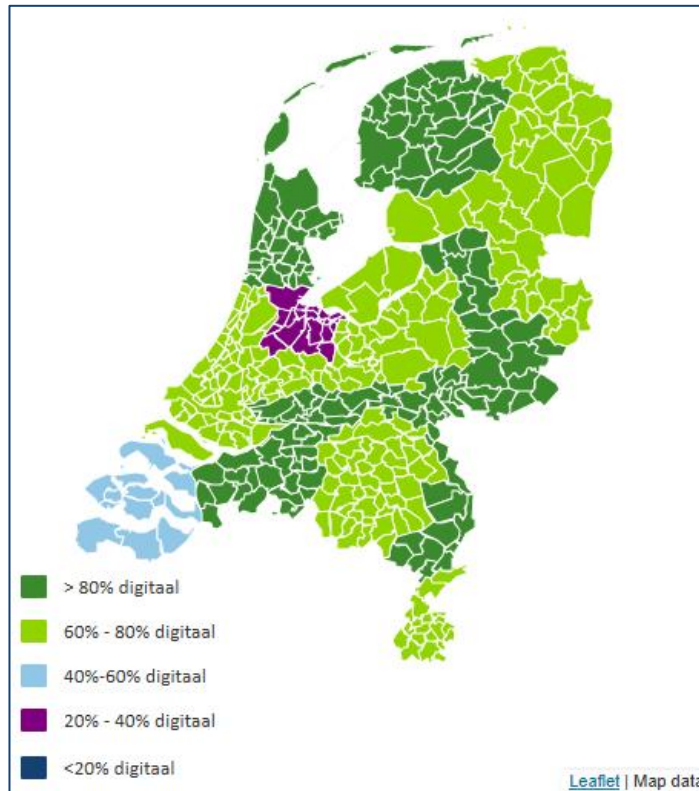 > 80% digitaal
60% - 80% digitaal
40%-60% digitaal
20% - 40% digitaal
<20% digitaal
Leaflet | Map data